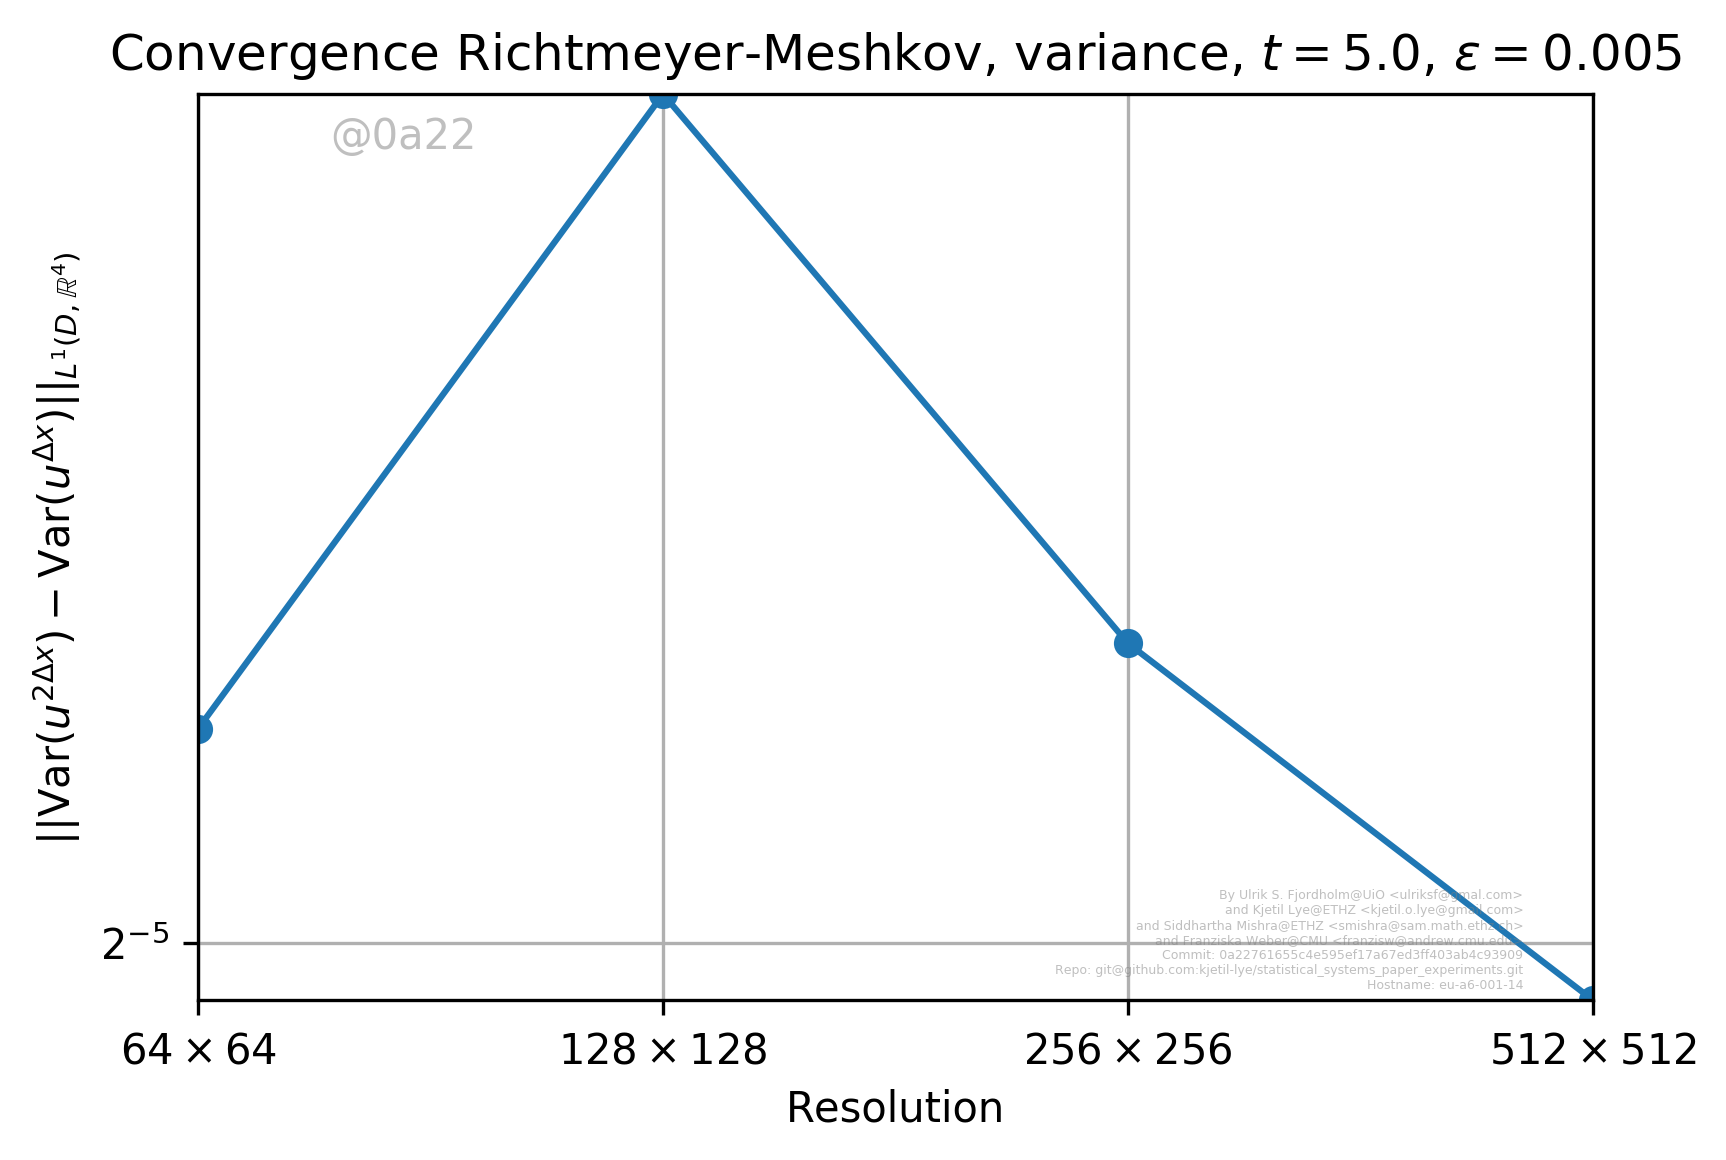 Convergence Richtmeyer-Meshkov, variance, t = 5.0, ε = 0.005
@0a22
||Var(u^{2Δx}) − Var(u^{Δx})||_{L^1(D, ℝ^4)}
2^{−5}
By Ulrik S. Fjordholm@UiO <ulriksf@gmal.com>
and Kjetil Lye@ETHZ <kjetil.o.lye@gmail.com>
and Siddhartha Mishra@ETHZ <smishra@sam.math.ethz.ch>
and Franziska Weber@CMU <franzisw@andrew.cmu.edu>
Commit: 0a22761655c4e595ef17a67ed3ff403ab4c93909
Repo: git@github.com:kjetil-lye/statistical_systems_paper_experiments.git
Hostname: eu-a6-001-14
64 × 64
128 × 128
256 × 256
512 × 512
Resolution